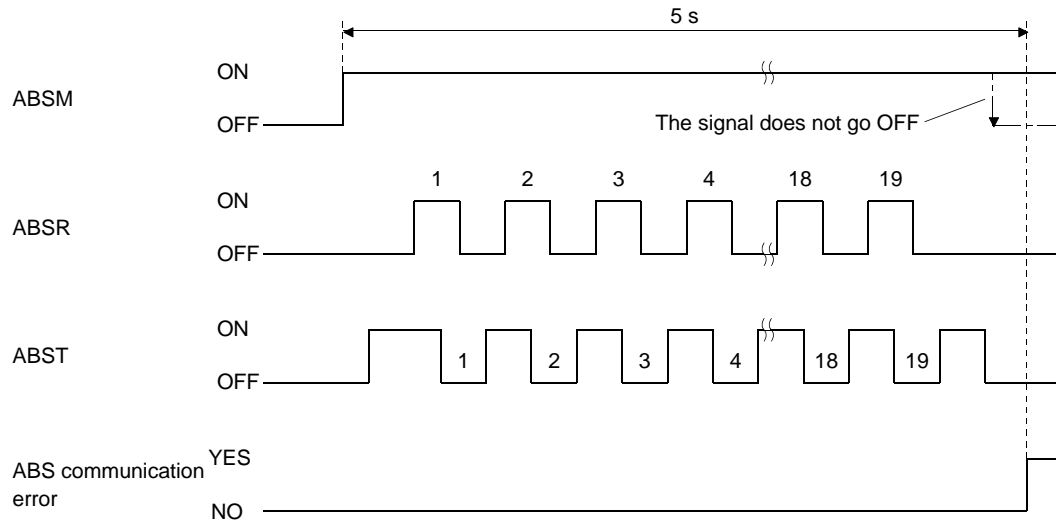 5 s
ABSM
ON
OFF
The signal does not go OFF
ABSR
ON
OFF
1 2 3 4 18 19
ABST
ON
OFF
1 2 3 4 18 19
ABS communication
error
YES
NO